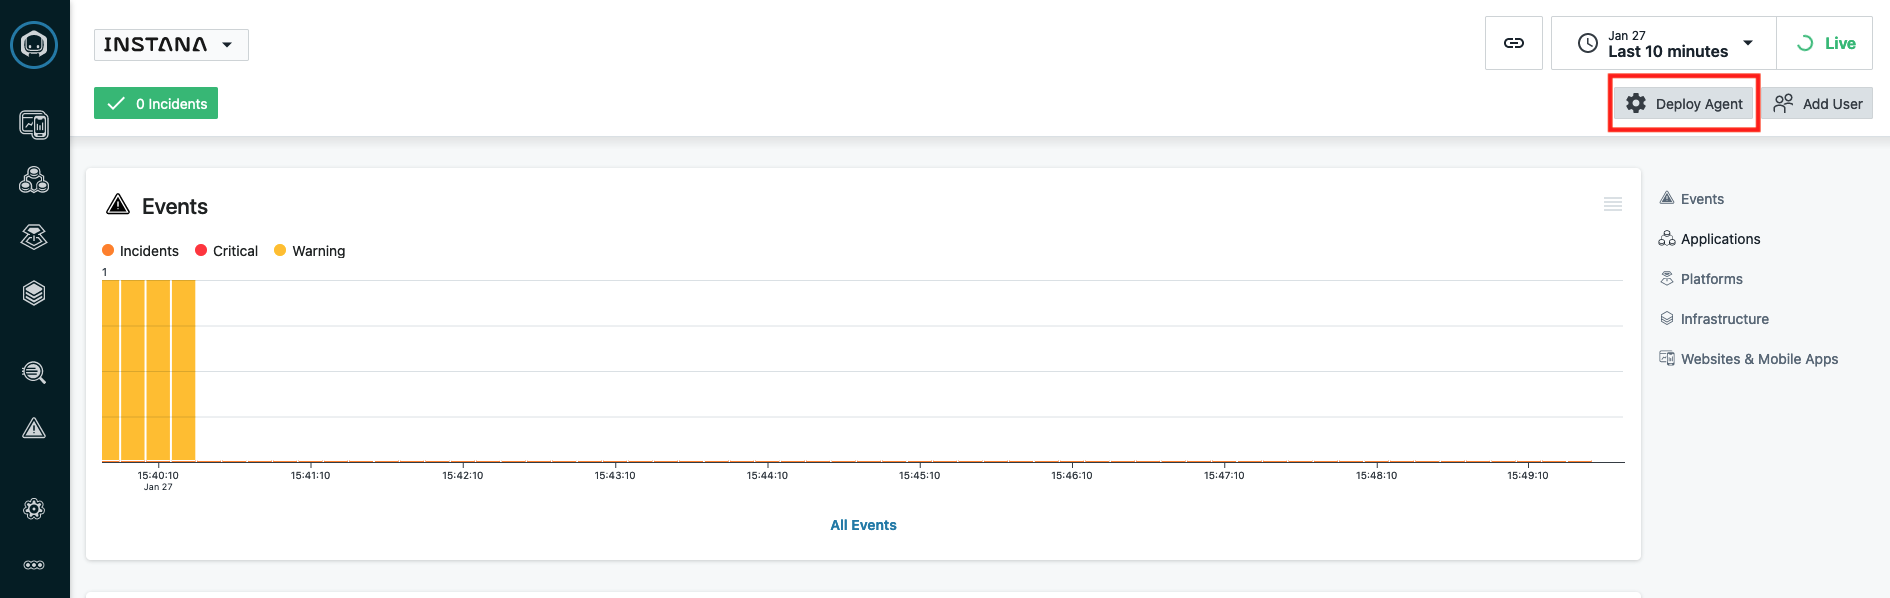 INSTANA
Jan 27
Last 10 minutes
Live
0 Incidents
Deploy Agent
Add User
Events
Incidents
Critical
Warning
1
15:40:10
Jan 27
15:41:10
15:42:10
15:43:10
15:44:10
15:45:10
15:46:10
15:47:10
15:48:10
15:49:10
All Events
Events
Applications
Platforms
Infrastructure
Websites & Mobile Apps